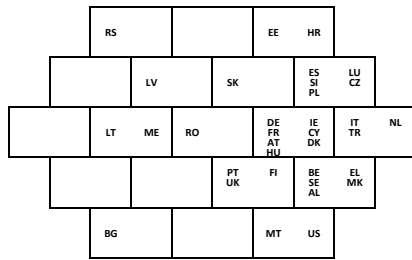 RS EE HR
LV SK ES LU
SI CZ
PL
LT ME RO DE IE IT NL
FR CY TR
AT DK
HU
PT FI BE EL
UK SE MK
AL
BG MT US